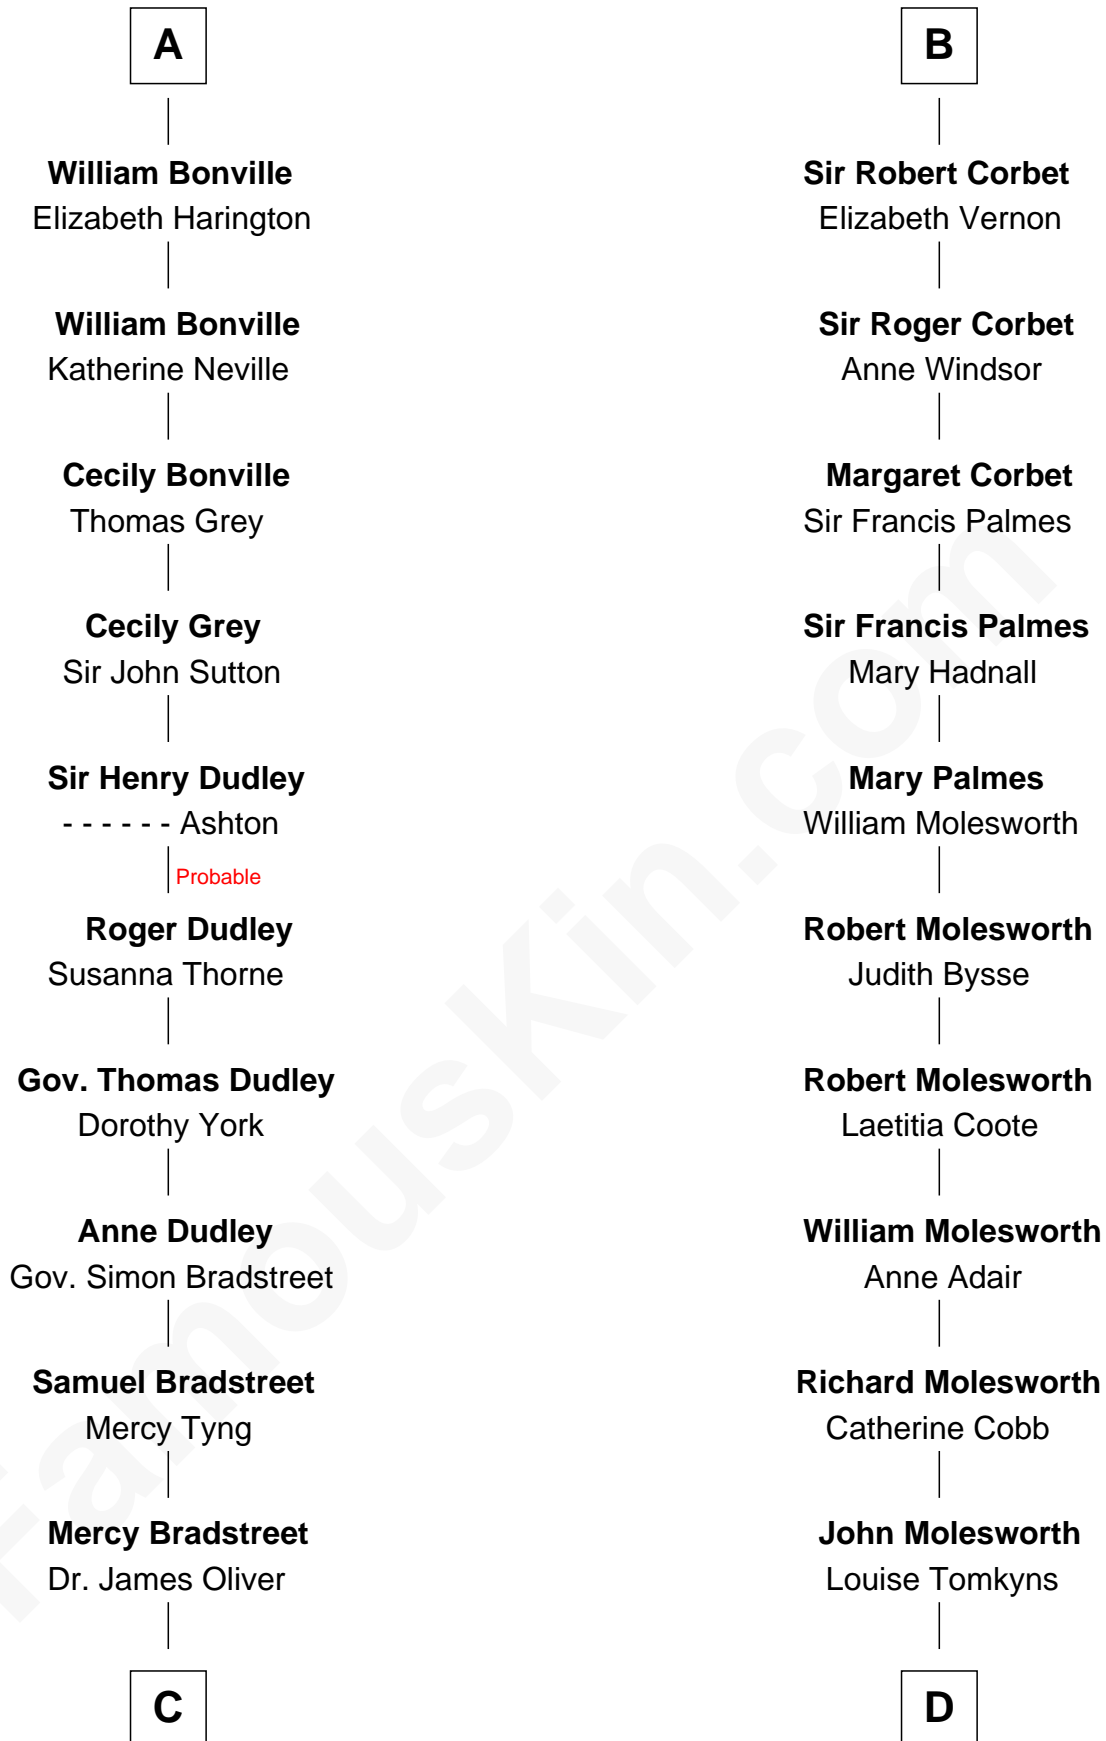 A
William Bonville
Elizabeth Harington
William Bonville
Katherine Neville
Cecily Bonville
Thomas Grey
Cecily Grey
Sir John Sutton
Sir Henry Dudley
- - - - - - Ashton
Probable
Roger Dudley
Susanna Thorne
Gov. Thomas Dudley
Dorothy York
Anne Dudley
Gov. Simon Bradstreet
Samuel Bradstreet
Mercy Tyng
Mercy Bradstreet
Dr. James Oliver
C
B
Sir Robert Corbet
Elizabeth Vernon
Sir Roger Corbet
Anne Windsor
Margaret Corbet
Sir Francis Palmes
Sir Francis Palmes
Mary Hadnall
Mary Palmes
William Molesworth
Robert Molesworth
Judith Bysse
Robert Molesworth
Laetitia Coote
William Molesworth
Anne Adair
Richard Molesworth
Catherine Cobb
John Molesworth
Louise Tomkyns
D
FamousKin.com